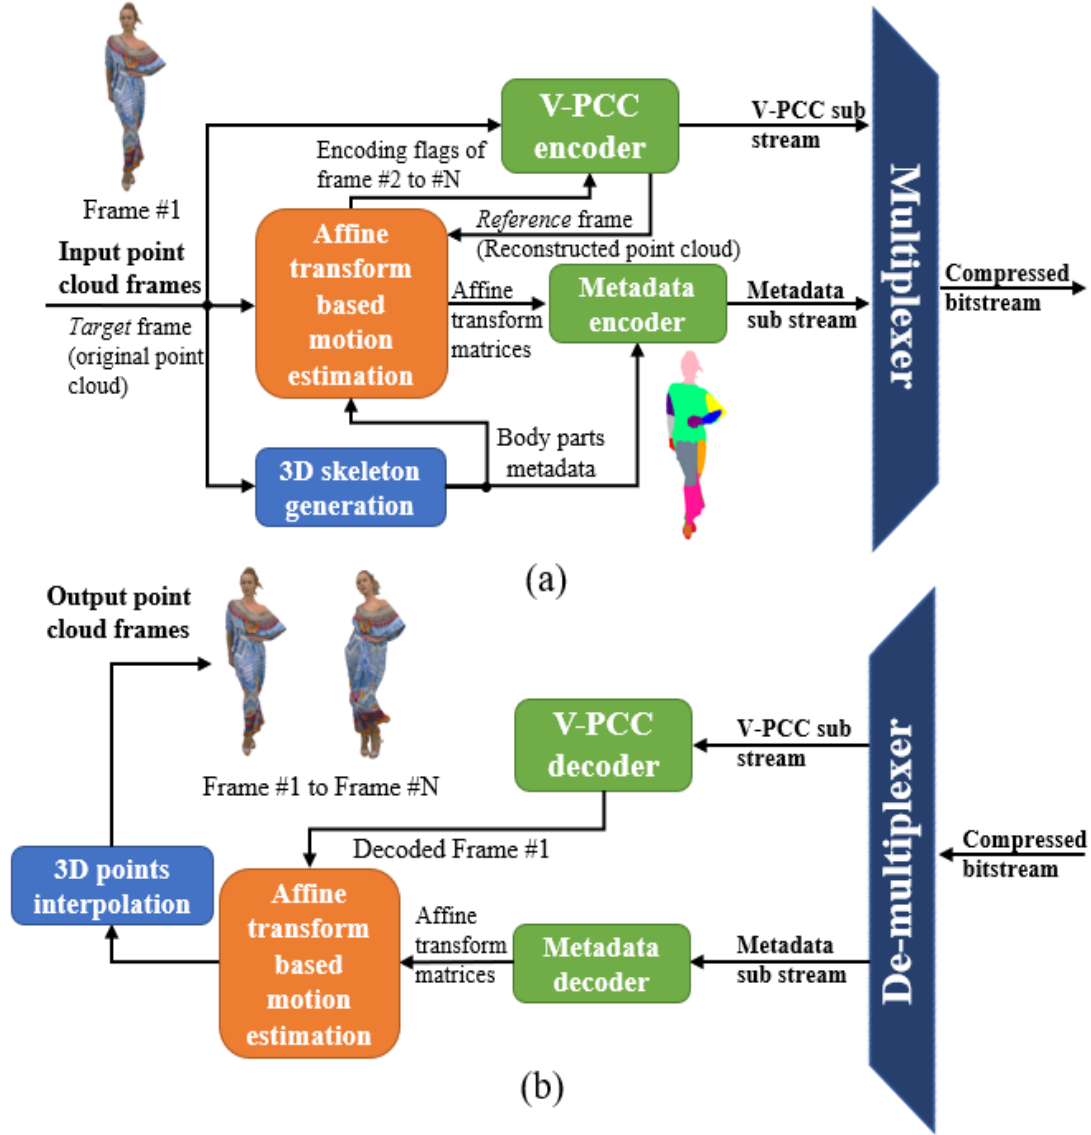 V-PCC
encoder
V-PCC sub
stream
Encoding flags of
frame #2 to #N
Frame #1
Reference frame
(Reconstructed point cloud)
Input point
cloud frames
Target frame
(original point
cloud)
Affine
transform
based
motion
estimation
Affine
transform
matrices
Metadata
encoder
Metadata
sub stream
Multiplexer
Compressed
bitstream
3D skeleton
generation
Body parts
metadata
(a)
Output point
cloud frames
Frame #1 to Frame #N
V-PCC
decoder
V-PCC sub
stream
De-multiplexer
Compressed
bitstream
Decoded Frame #1
3D points
interpolation
Affine
transform
based
motion
estimation
Affine
transform
matrices
Metadata
decoder
Metadata
sub stream
(b)